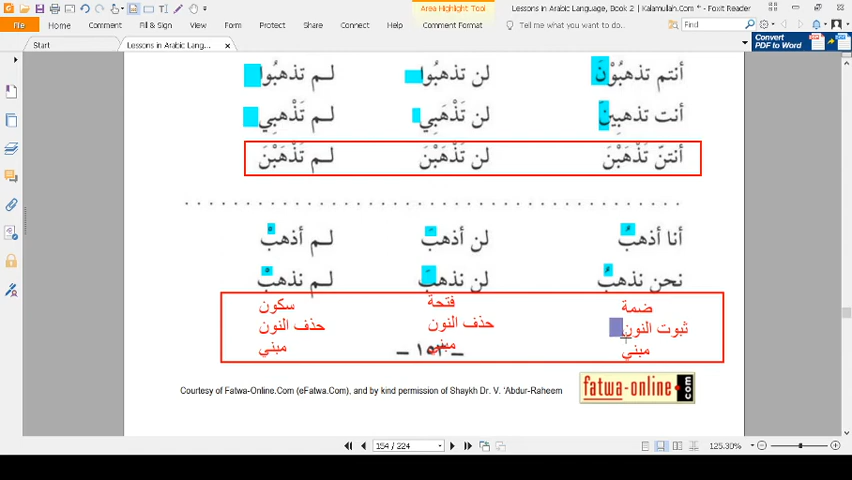 Area Highlight Tool
Lessons in Arabic Language, Book 2 | Kalamullah.Com * - Foxit Reader
File Home Comment Fill & Sign Protect Share Connect Help Comment Format Tell me what you want to do... Find
Start Lessons in Arabic Lang...
Convert
PDF to Word
أنتم تذهبُوْنَ لن تذهبُوا لـم تذهبُوا
أنت تذهبِينَ لن تَذْهَبِي لـم تَذْهبِي
أنتنّ تَذْهَبْنَ لن تَذْهَبْنَ لـم تَذْهَبْنَ
أنا أذهبُ لن أذهبَ لـم أذهبْ
نحن نذهبُ لن نذهبَ لـم نذهبْ
ضمة فتحة سكون
ثبوت النون حذف النون حذف النون
مبني مبني مبني
– ١٥٣ –
Courtesy of Fatwa-Online.Com (eFatwa.Com), and by kind permission of Shaykh Dr. V. 'Abdur-Raheem
fatwa-online.com
154 / 224 125.30%